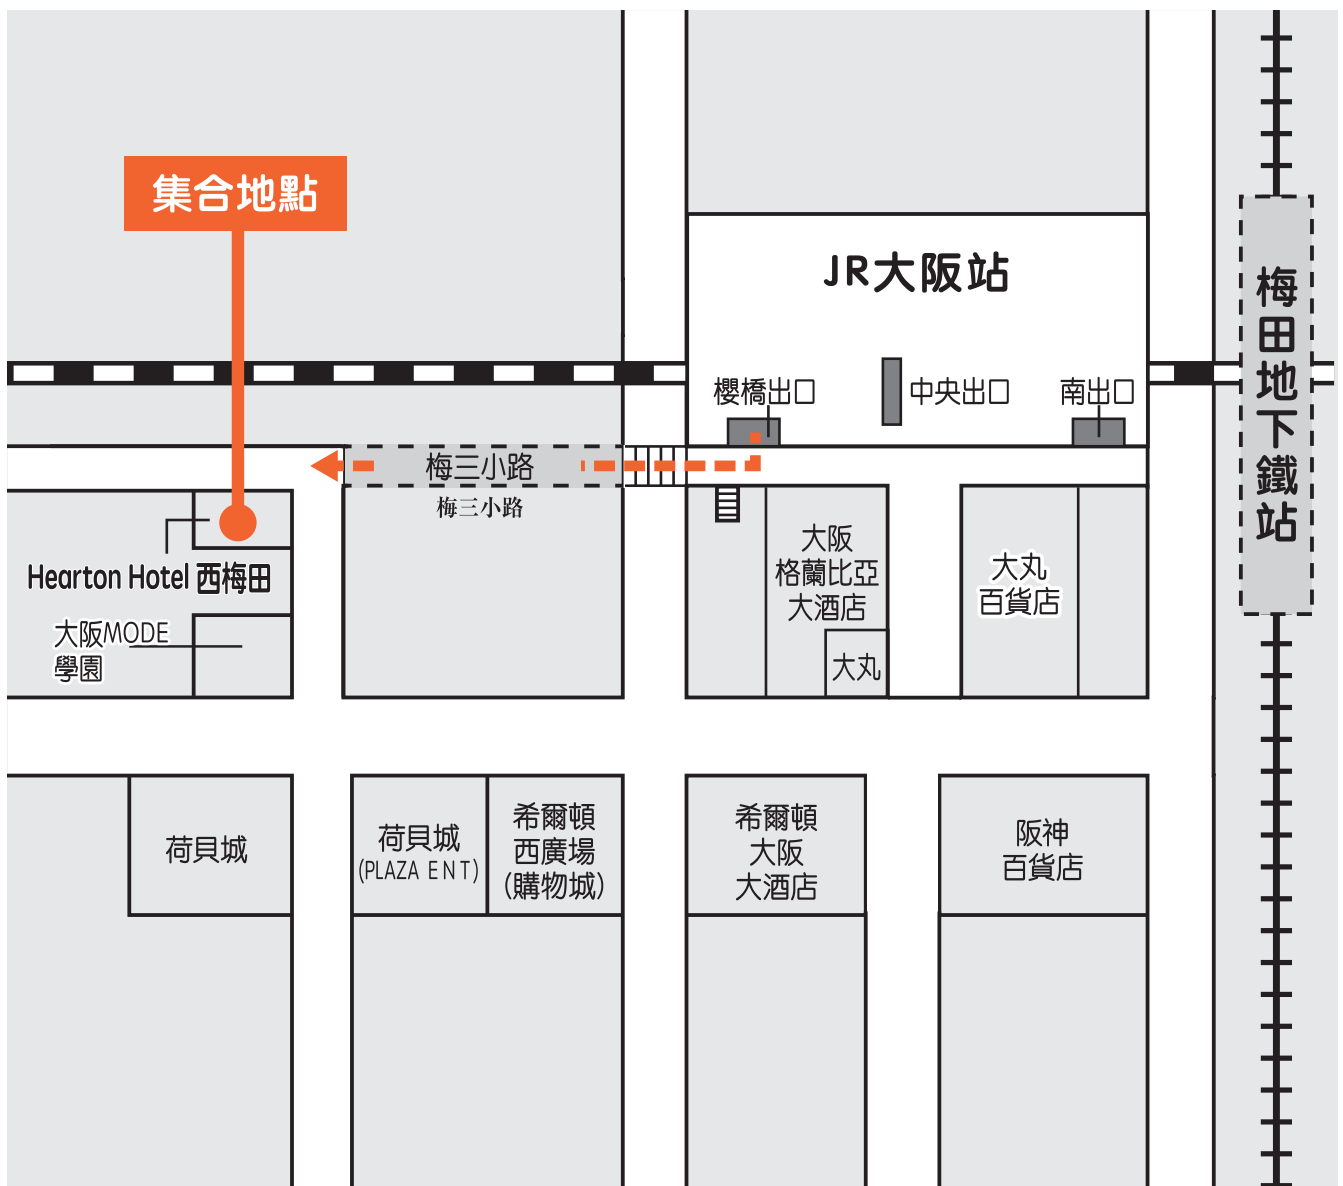 集合地點
JR大阪站
梅田地下鐵站
櫻橋出口
中央出口
南出口
梅三小路
梅三小路
Hearton Hotel 西梅田
大阪MODE
學園
大阪
格蘭比亞
大酒店
大丸
大丸
百貨店
荷貝城
荷貝城
(PLAZA ENT)
希爾頓
西廣場
(購物城)
希爾頓
大阪
大酒店
阪神
百貨店